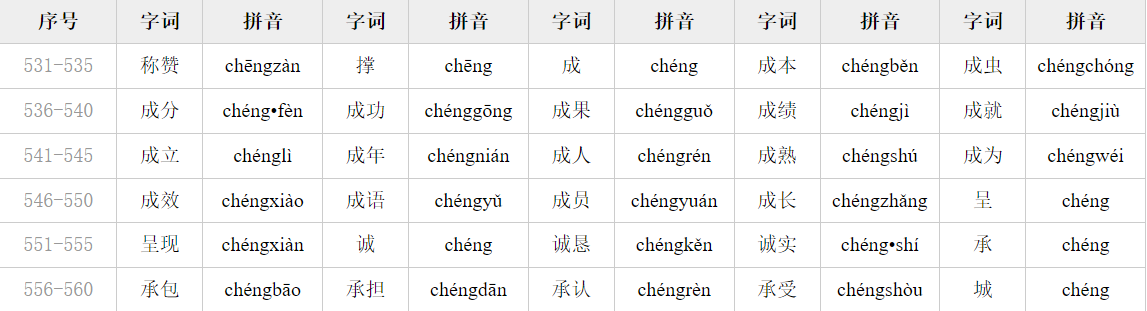 序号 字词 拼音 字词 拼音 字词 拼音 字词 拼音 字词 拼音
531-535 称赞 chēngzàn 撑 chēng 成 chéng 成本 chéngběn 成虫 chéngchóng
536-540 成分 chéng•fèn 成功 chénggōng 成果 chéngguǒ 成绩 chéngjì 成就 chéngjiù
541-545 成立 chénglì 成年 chéngnián 成人 chéngrén 成熟 chéngshú 成为 chéngwéi
546-550 成效 chéngxiào 成语 chéngyǔ 成员 chéngyuán 成长 chéngzhǎng 呈 chéng
551-555 呈现 chéngxiàn 诚 chéng 诚恳 chéngkěn 诚实 chéng•shí 承 chéng
556-560 承包 chéngbāo 承担 chéngdān 承认 chéngrèn 承受 chéngshòu 城 chéng